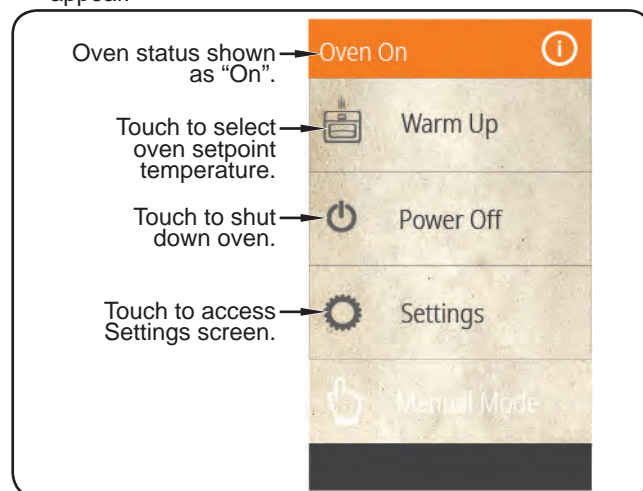 appear.
Oven status shown
as “On”.
Oven On
i
Touch to select
oven setpoint
temperature.
Warm Up
Touch to shut
down oven.
Power Off
Touch to access
Settings screen.
Settings
Manual Mode